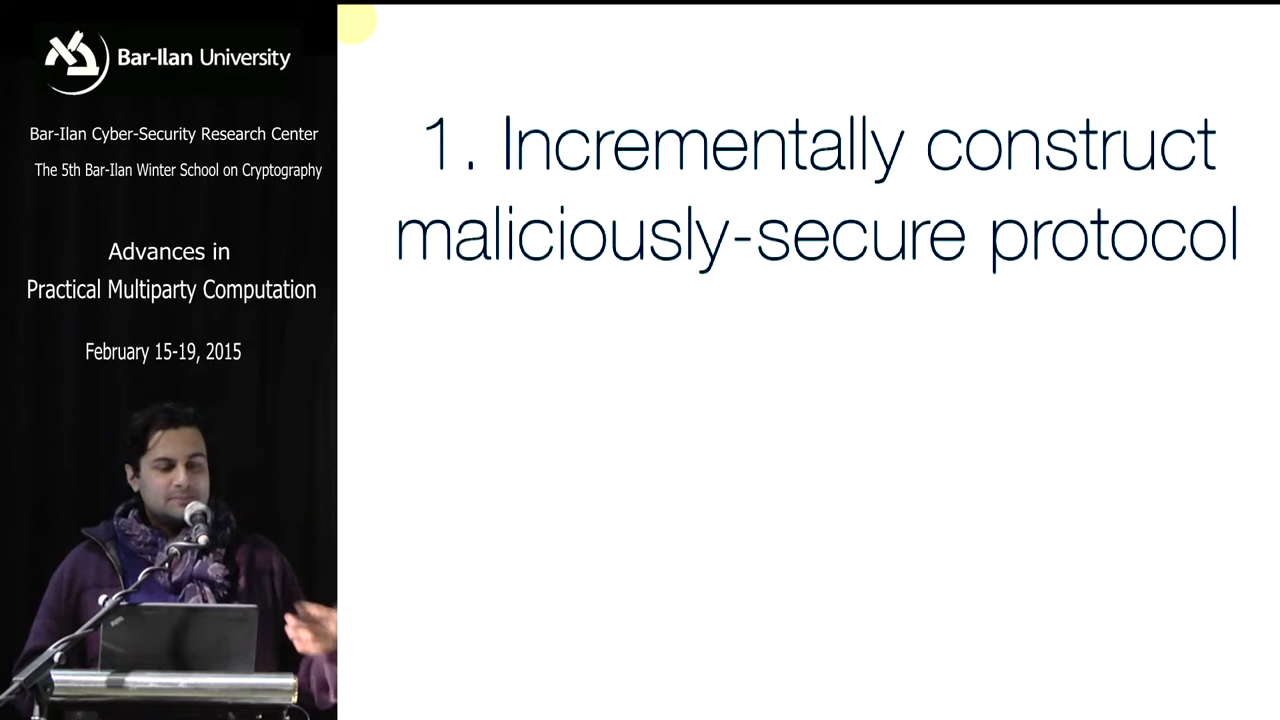 Bar-Ilan University
Bar-Ilan Cyber-Security Research Center
The 5th Bar-Ilan Winter School on Cryptography
Advances in
Practical Multiparty Computation
February 15-19, 2015
1. Incrementally construct
maliciously-secure protocol